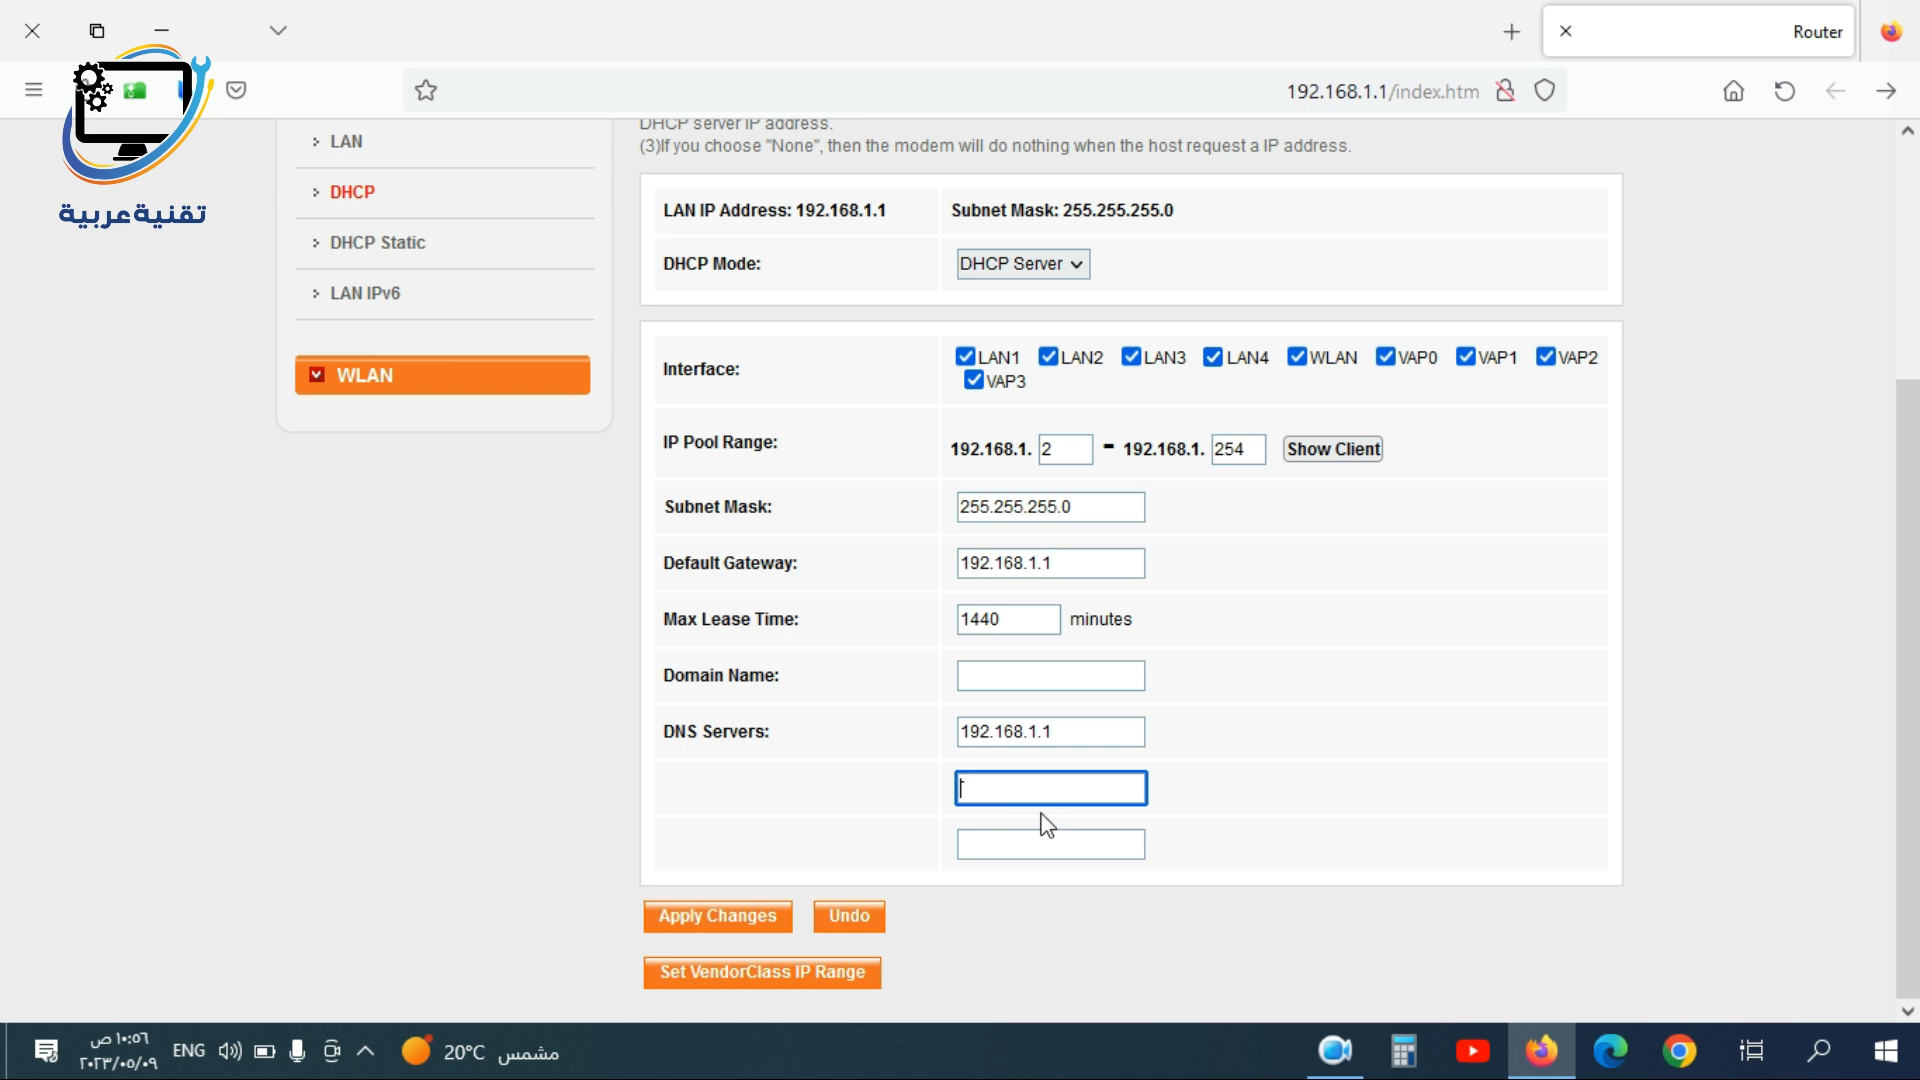 Router
192.168.1.1/index.htm
تقنية عربية
LAN
DHCP
DHCP Static
LAN IPv6
WLAN
DHCP server IP address.
(3)If you choose "None", then the modem will do nothing when the host request a IP address.
LAN IP Address: 192.168.1.1 Subnet Mask: 255.255.255.0
DHCP Mode: DHCP Server
Interface: LAN1 LAN2 LAN3 LAN4 WLAN VAP0 VAP1 VAP2
VAP3
IP Pool Range: 192.168.1. 2 - 192.168.1. 254 Show Client
Subnet Mask: 255.255.255.0
Default Gateway: 192.168.1.1
Max Lease Time: 1440 minutes
Domain Name:
DNS Servers: 192.168.1.1
Apply Changes Undo
Set VendorClass IP Range
١٠:٥٦ ص
٢٠٢٣/٠٥/٠٩
ENG
20°C مشمس